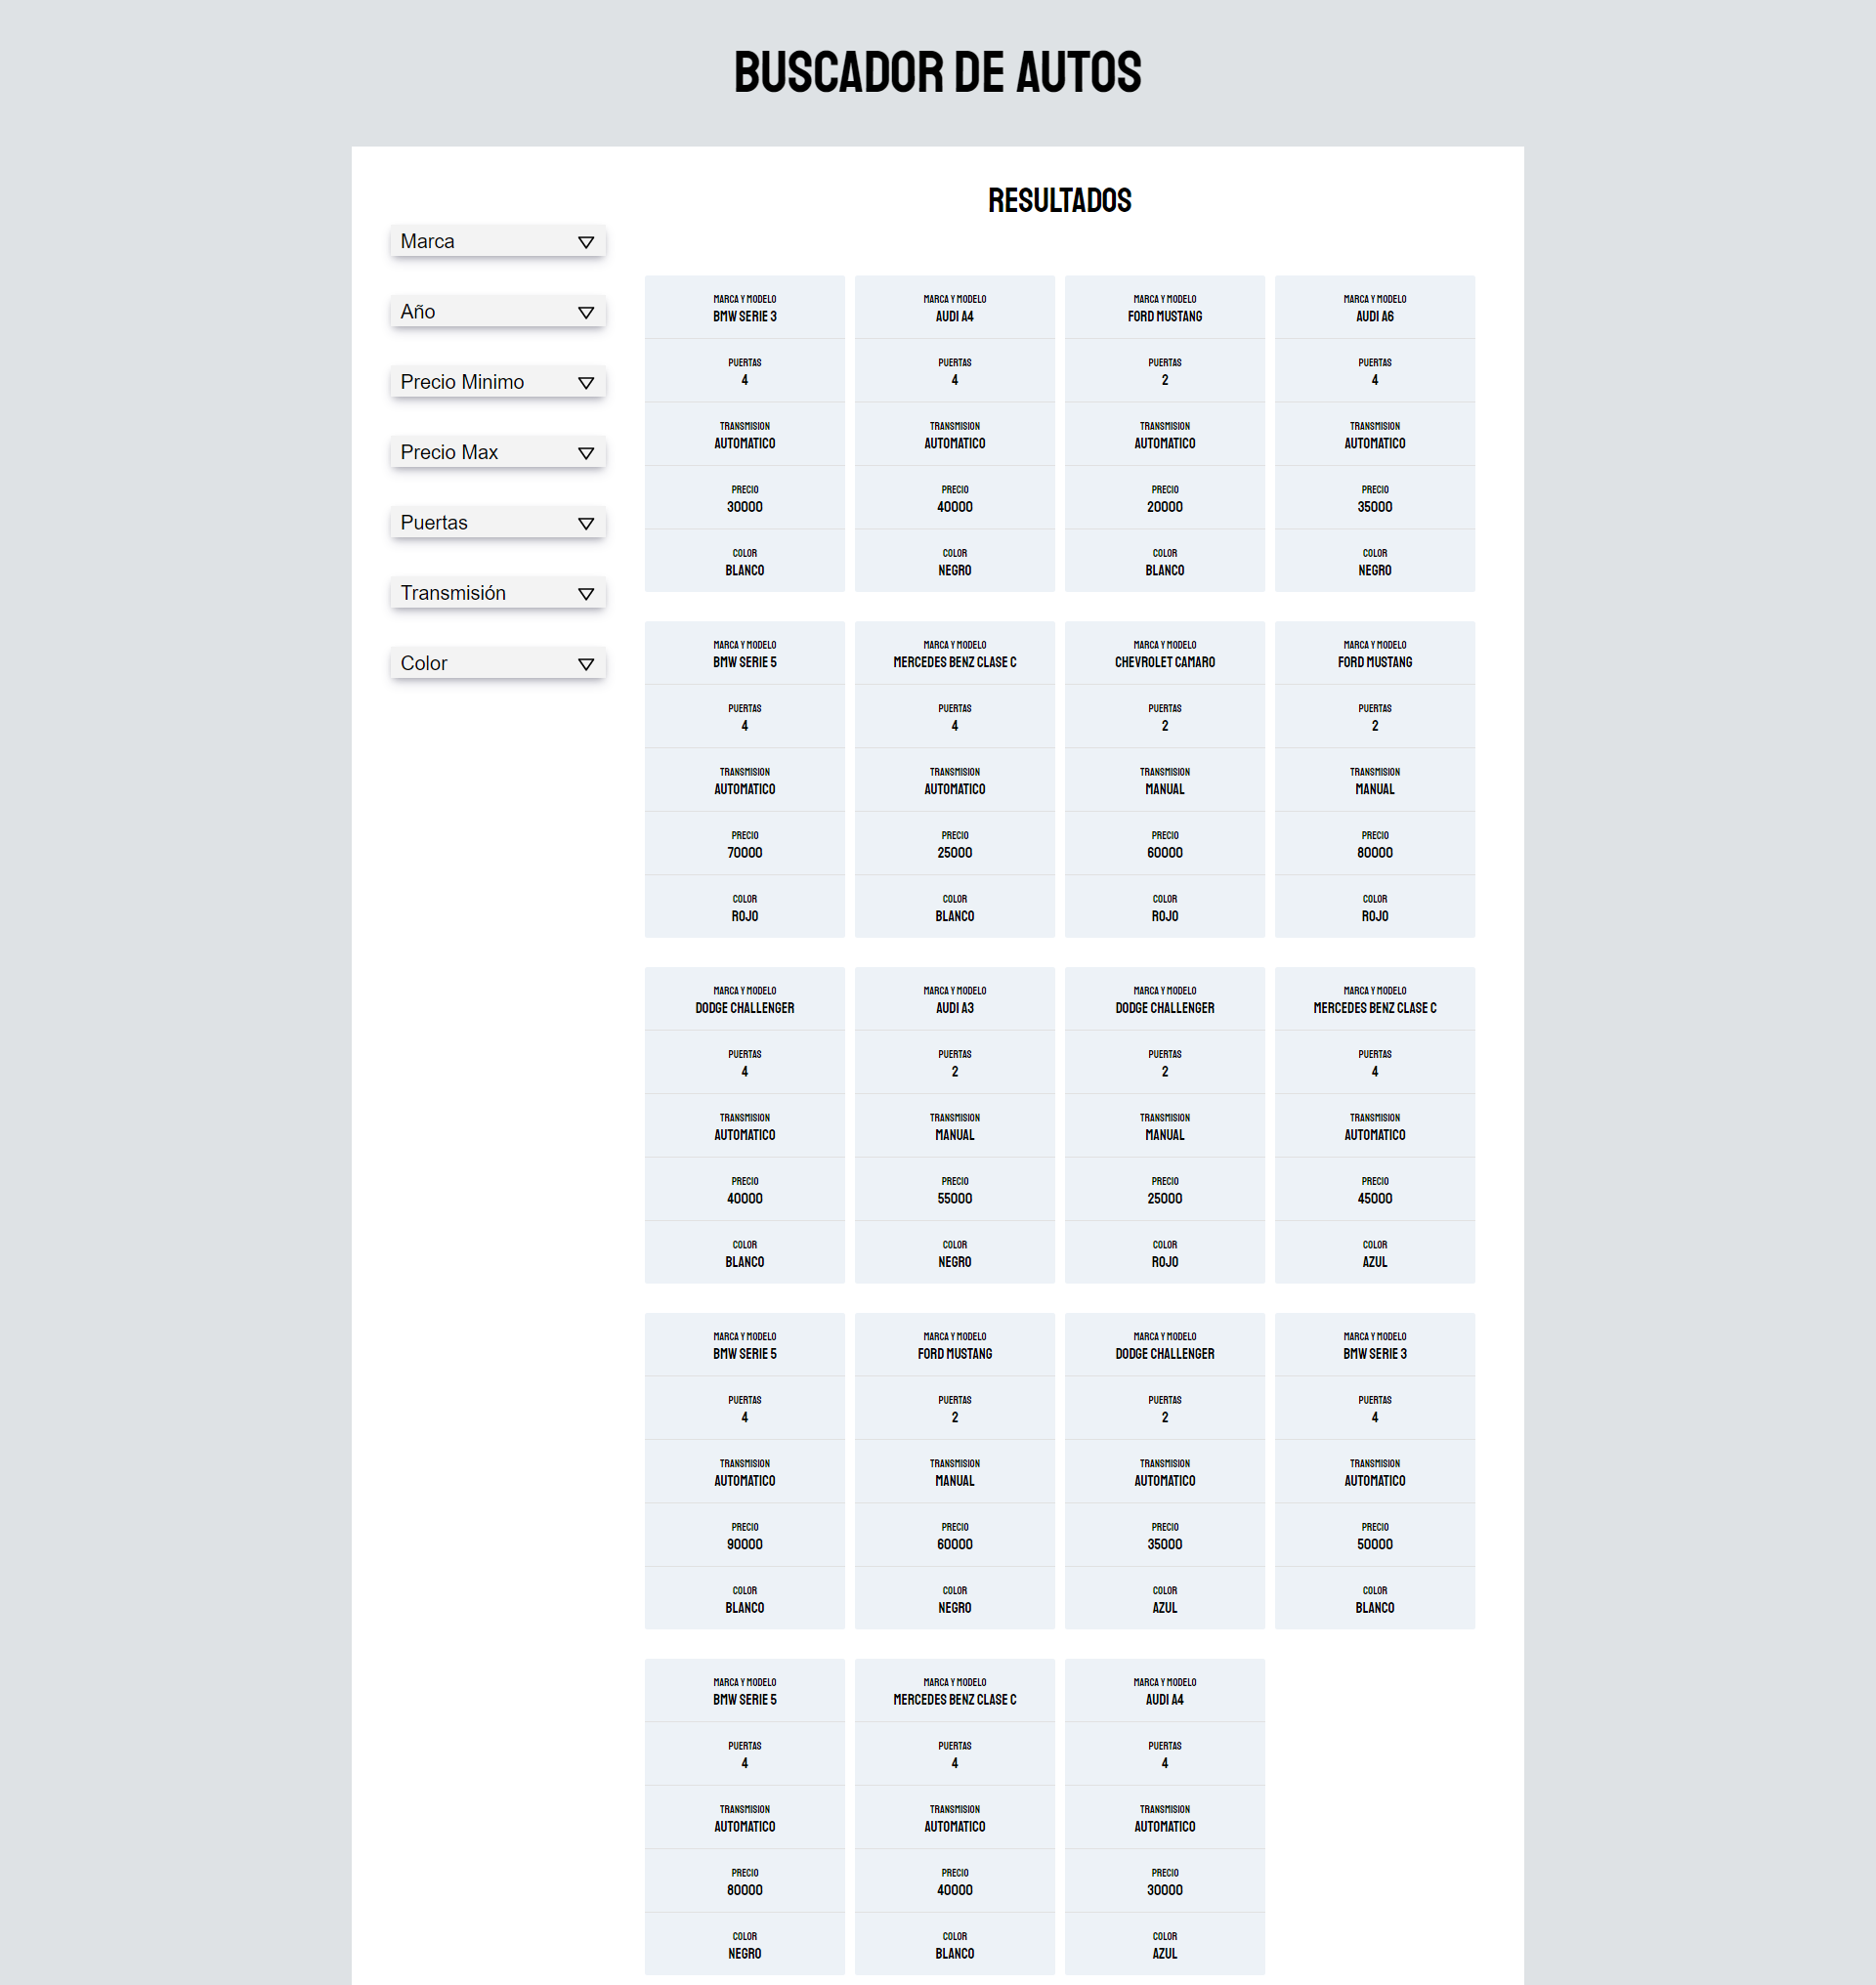 BUSCADOR DE AUTOS
RESULTADOS
Marca
Año
Precio Minimo
Precio Max
Puertas
Transmisión
Color
MARCA Y MODELO
BMW SERIE 3
PUERTAS
4
TRANSMISION
AUTOMATICO
PRECIO
30000
COLOR
BLANCO
MARCA Y MODELO
AUDI A4
PUERTAS
4
TRANSMISION
AUTOMATICO
PRECIO
40000
COLOR
NEGRO
MARCA Y MODELO
FORD MUSTANG
PUERTAS
2
TRANSMISION
AUTOMATICO
PRECIO
20000
COLOR
BLANCO
MARCA Y MODELO
AUDI A6
PUERTAS
4
TRANSMISION
AUTOMATICO
PRECIO
35000
COLOR
NEGRO
MARCA Y MODELO
BMW SERIE 5
PUERTAS
4
TRANSMISION
AUTOMATICO
PRECIO
70000
COLOR
ROJO
MARCA Y MODELO
MERCEDES BENZ CLASE C
PUERTAS
4
TRANSMISION
AUTOMATICO
PRECIO
25000
COLOR
BLANCO
MARCA Y MODELO
CHEVROLET CAMARO
PUERTAS
2
TRANSMISION
MANUAL
PRECIO
60000
COLOR
ROJO
MARCA Y MODELO
FORD MUSTANG
PUERTAS
2
TRANSMISION
MANUAL
PRECIO
80000
COLOR
ROJO
MARCA Y MODELO
DODGE CHALLENGER
PUERTAS
4
TRANSMISION
AUTOMATICO
PRECIO
40000
COLOR
BLANCO
MARCA Y MODELO
AUDI A3
PUERTAS
2
TRANSMISION
MANUAL
PRECIO
55000
COLOR
NEGRO
MARCA Y MODELO
DODGE CHALLENGER
PUERTAS
2
TRANSMISION
MANUAL
PRECIO
25000
COLOR
ROJO
MARCA Y MODELO
MERCEDES BENZ CLASE C
PUERTAS
4
TRANSMISION
AUTOMATICO
PRECIO
45000
COLOR
AZUL
MARCA Y MODELO
BMW SERIE 5
PUERTAS
4
TRANSMISION
AUTOMATICO
PRECIO
90000
COLOR
BLANCO
MARCA Y MODELO
FORD MUSTANG
PUERTAS
2
TRANSMISION
MANUAL
PRECIO
60000
COLOR
NEGRO
MARCA Y MODELO
DODGE CHALLENGER
PUERTAS
2
TRANSMISION
AUTOMATICO
PRECIO
35000
COLOR
AZUL
MARCA Y MODELO
BMW SERIE 3
PUERTAS
4
TRANSMISION
AUTOMATICO
PRECIO
50000
COLOR
BLANCO
MARCA Y MODELO
BMW SERIE 5
PUERTAS
4
TRANSMISION
AUTOMATICO
PRECIO
80000
COLOR
NEGRO
MARCA Y MODELO
MERCEDES BENZ CLASE C
PUERTAS
4
TRANSMISION
AUTOMATICO
PRECIO
40000
COLOR
BLANCO
MARCA Y MODELO
AUDI A4
PUERTAS
4
TRANSMISION
AUTOMATICO
PRECIO
30000
COLOR
AZUL